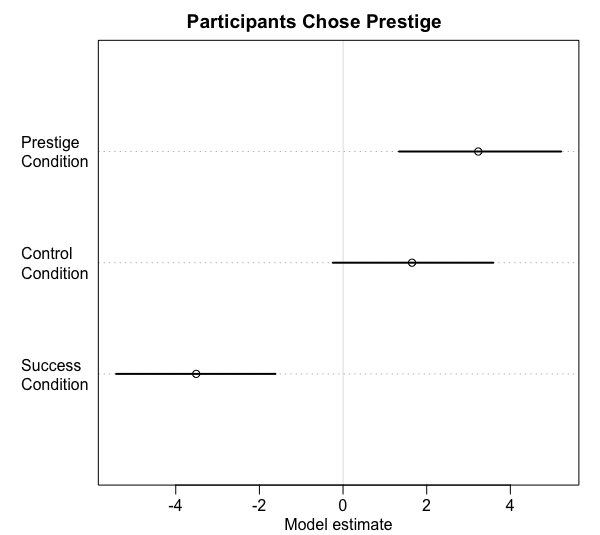 Participants Chose Prestige
Prestige
Condition
Control
Condition
Success
Condition
-4 -2 0 2 4
Model estimate